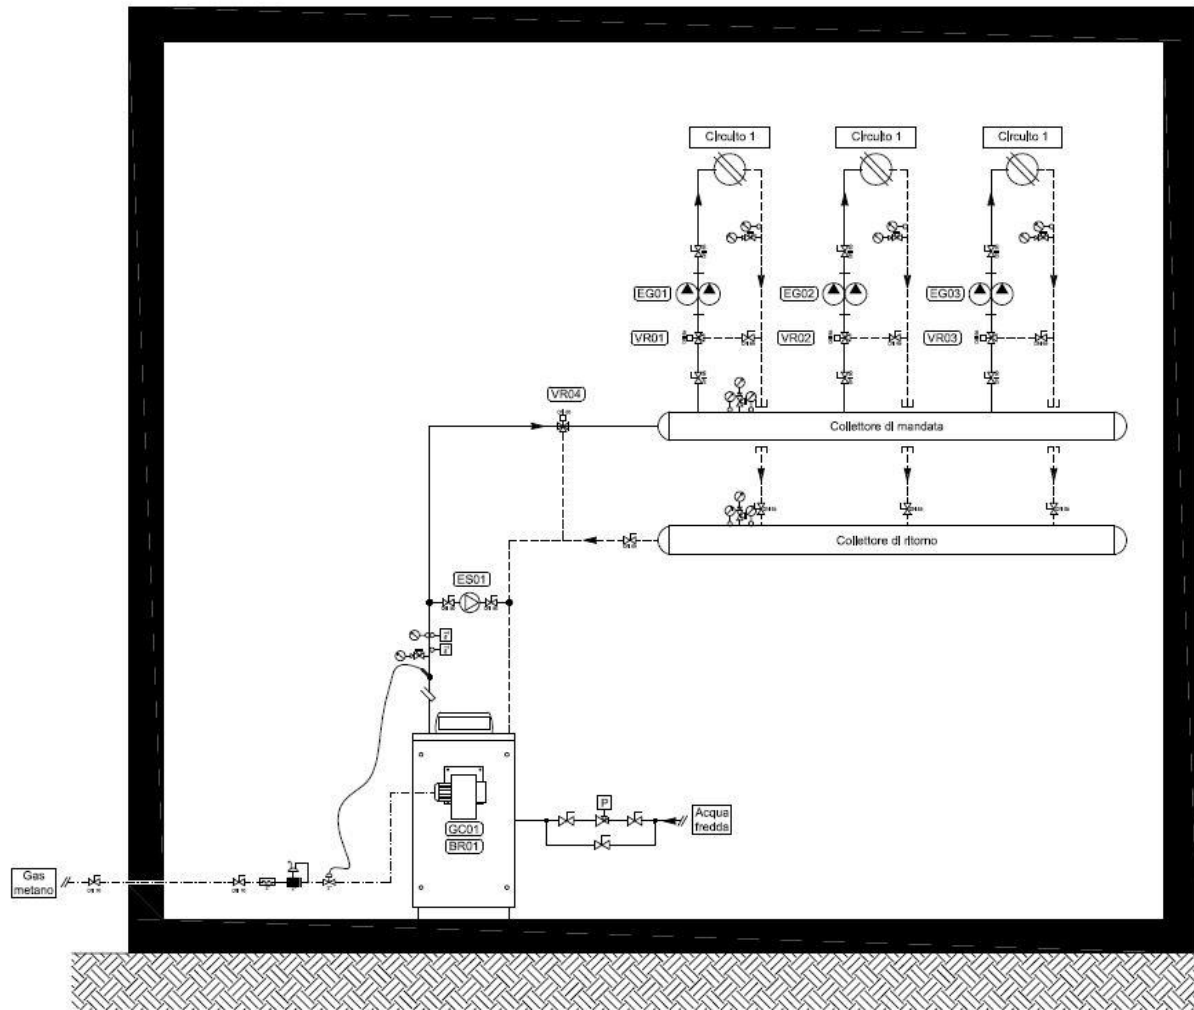 Circuito 1
Circuito 1
Circuito 1
EG01
EG02
EG03
VR01
VR02
VR03
VR04
Collettore di mandata
Collettore di ritorno
ES01
P
Acqua
fredda
GC01
BR01
Gas
metano